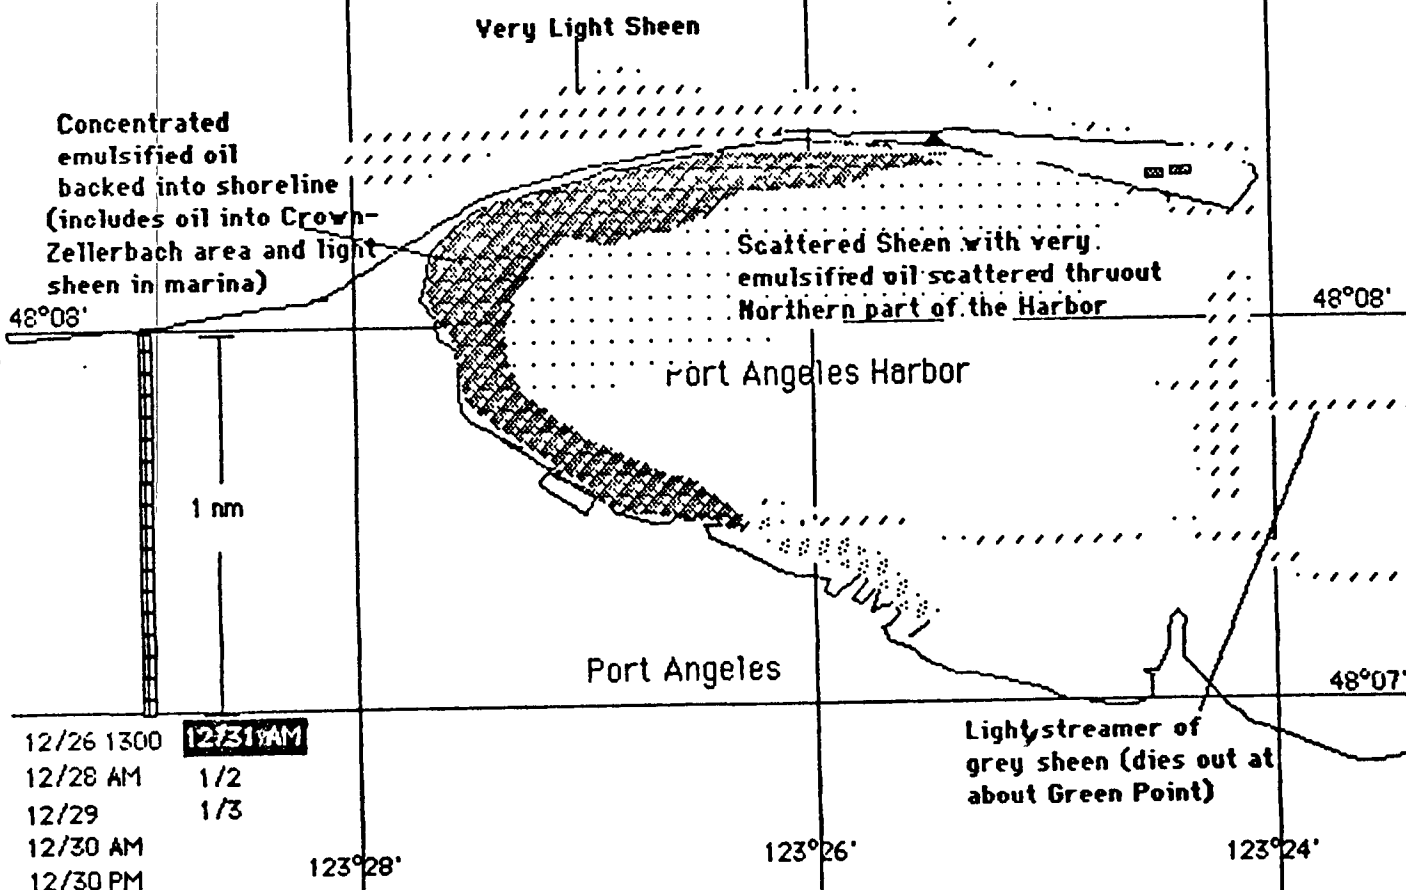 Very Light Sheen
Concentrated
emulsified oil
backed into shoreline
(includes oil into Crown-
Zellerbach area and light
sheen in marina)
Scattered Sheen with very
emulsified oil scattered thruout
Northern part of the Harbor
48°08'
48°08'
Port Angeles Harbor
1 nm
Port Angeles
48°07'
Light streamer of
grey sheen (dies out at
about Green Point)
12/26 1300 12/31 AM
12/28 AM 1/2
12/29 1/3
12/30 AM
12/30 PM
123°28'
123°26'
123°24'